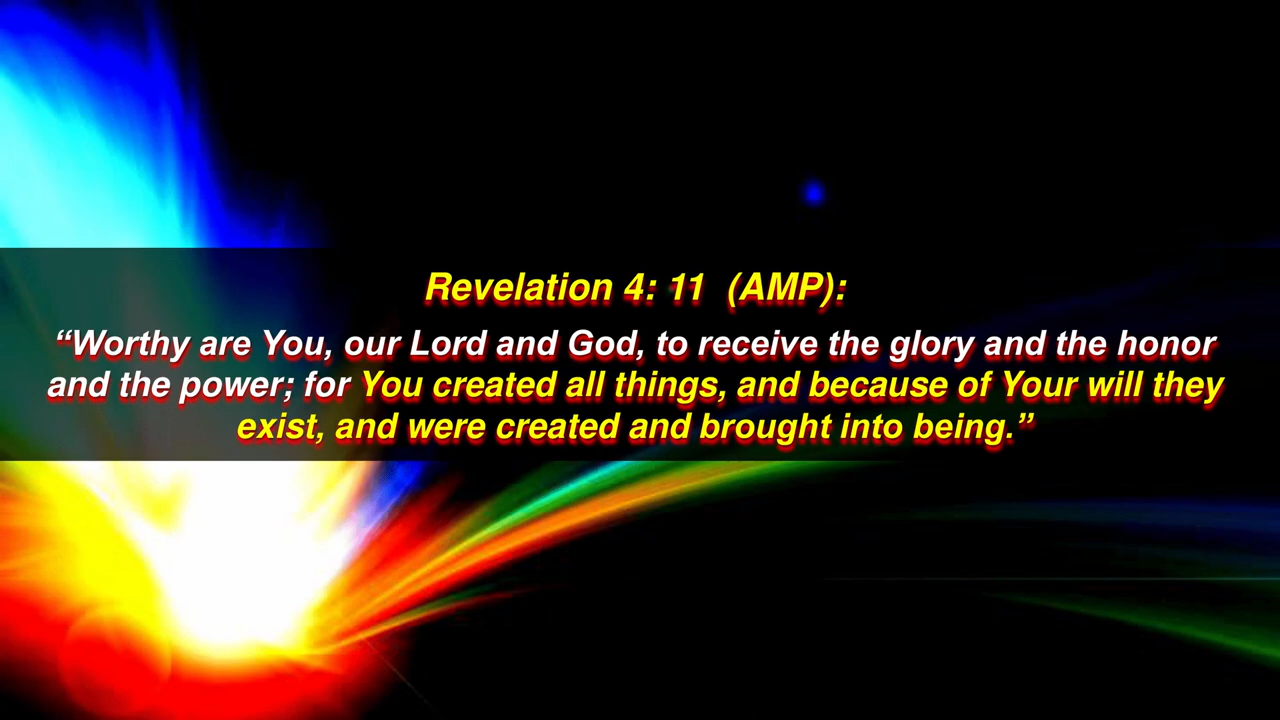 Revelation 4: 11  (AMP):
“Worthy are You, our Lord and God, to receive the glory and the honor
and the power; for You created all things, and because of Your will they
exist, and were created and brought into being.”